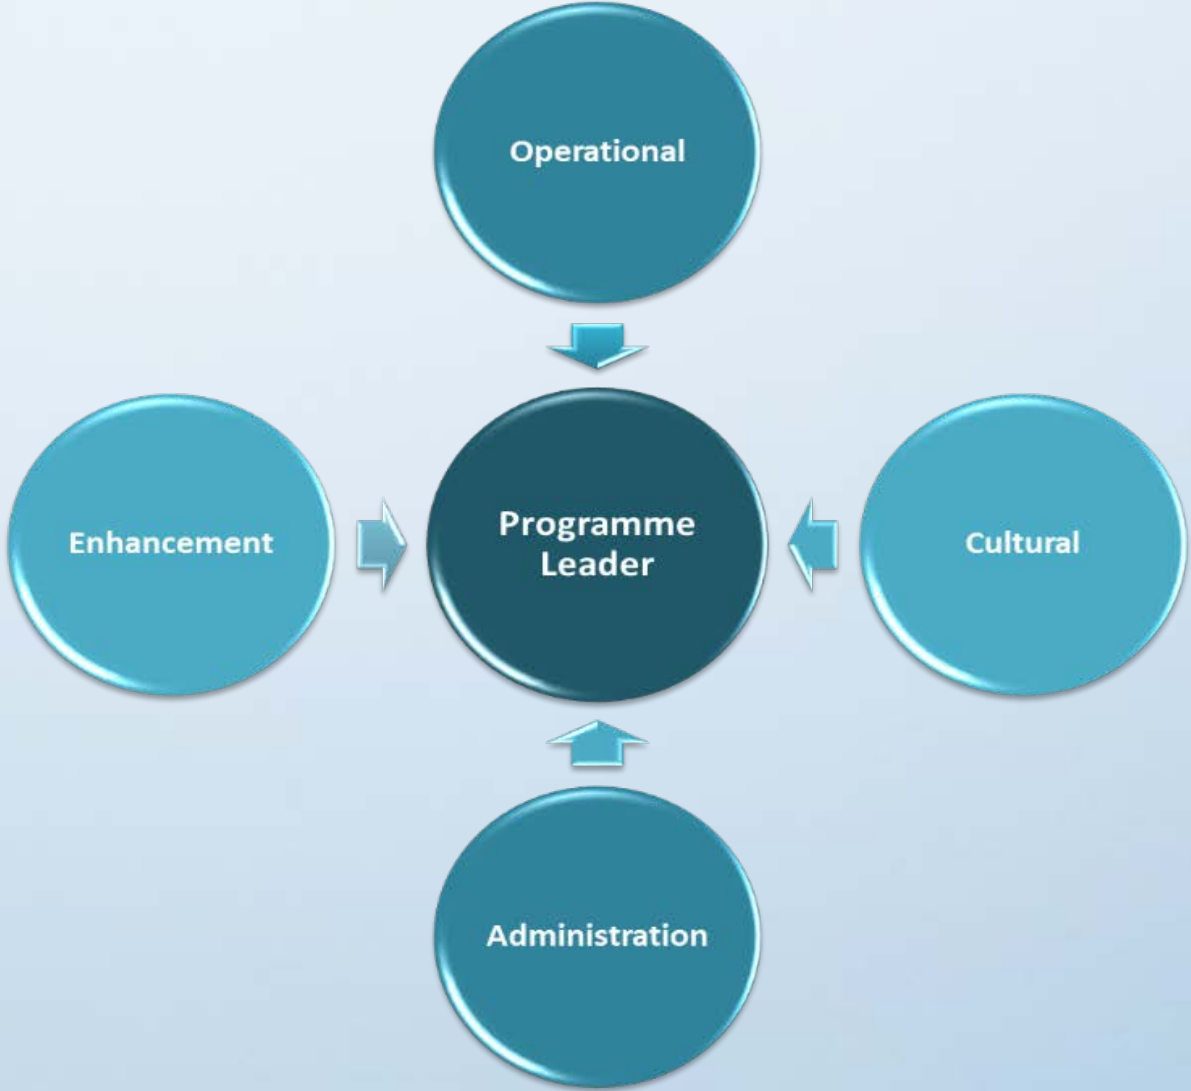 Operational
Enhancement
Programme
Leader
Cultural
Administration